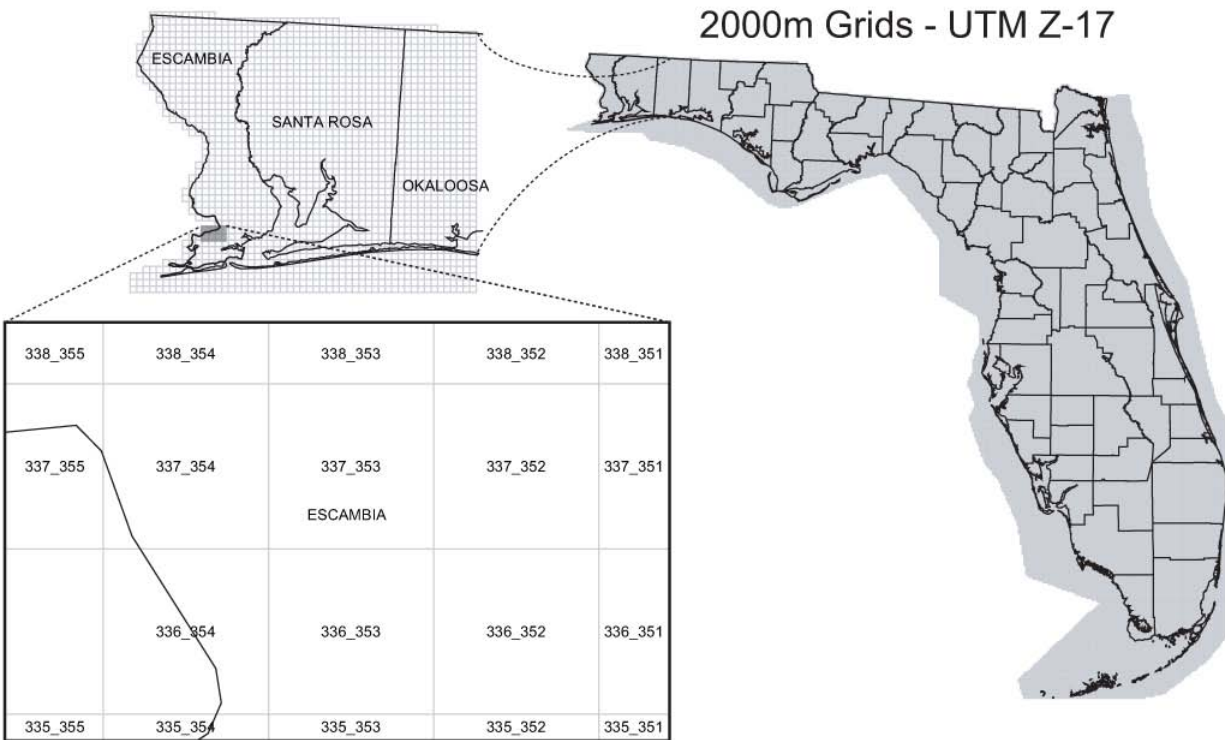 2000m Grids - UTM Z-17
ESCAMBIA
SANTA ROSA
OKALOOSA
338_355 338_354 338_353 338_352 338_351
337_355 337_354 337_353 337_352 337_351
ESCAMBIA
336_354 336_353 336_352 336_351
335_355 335_354 335_353 335_352 335_351